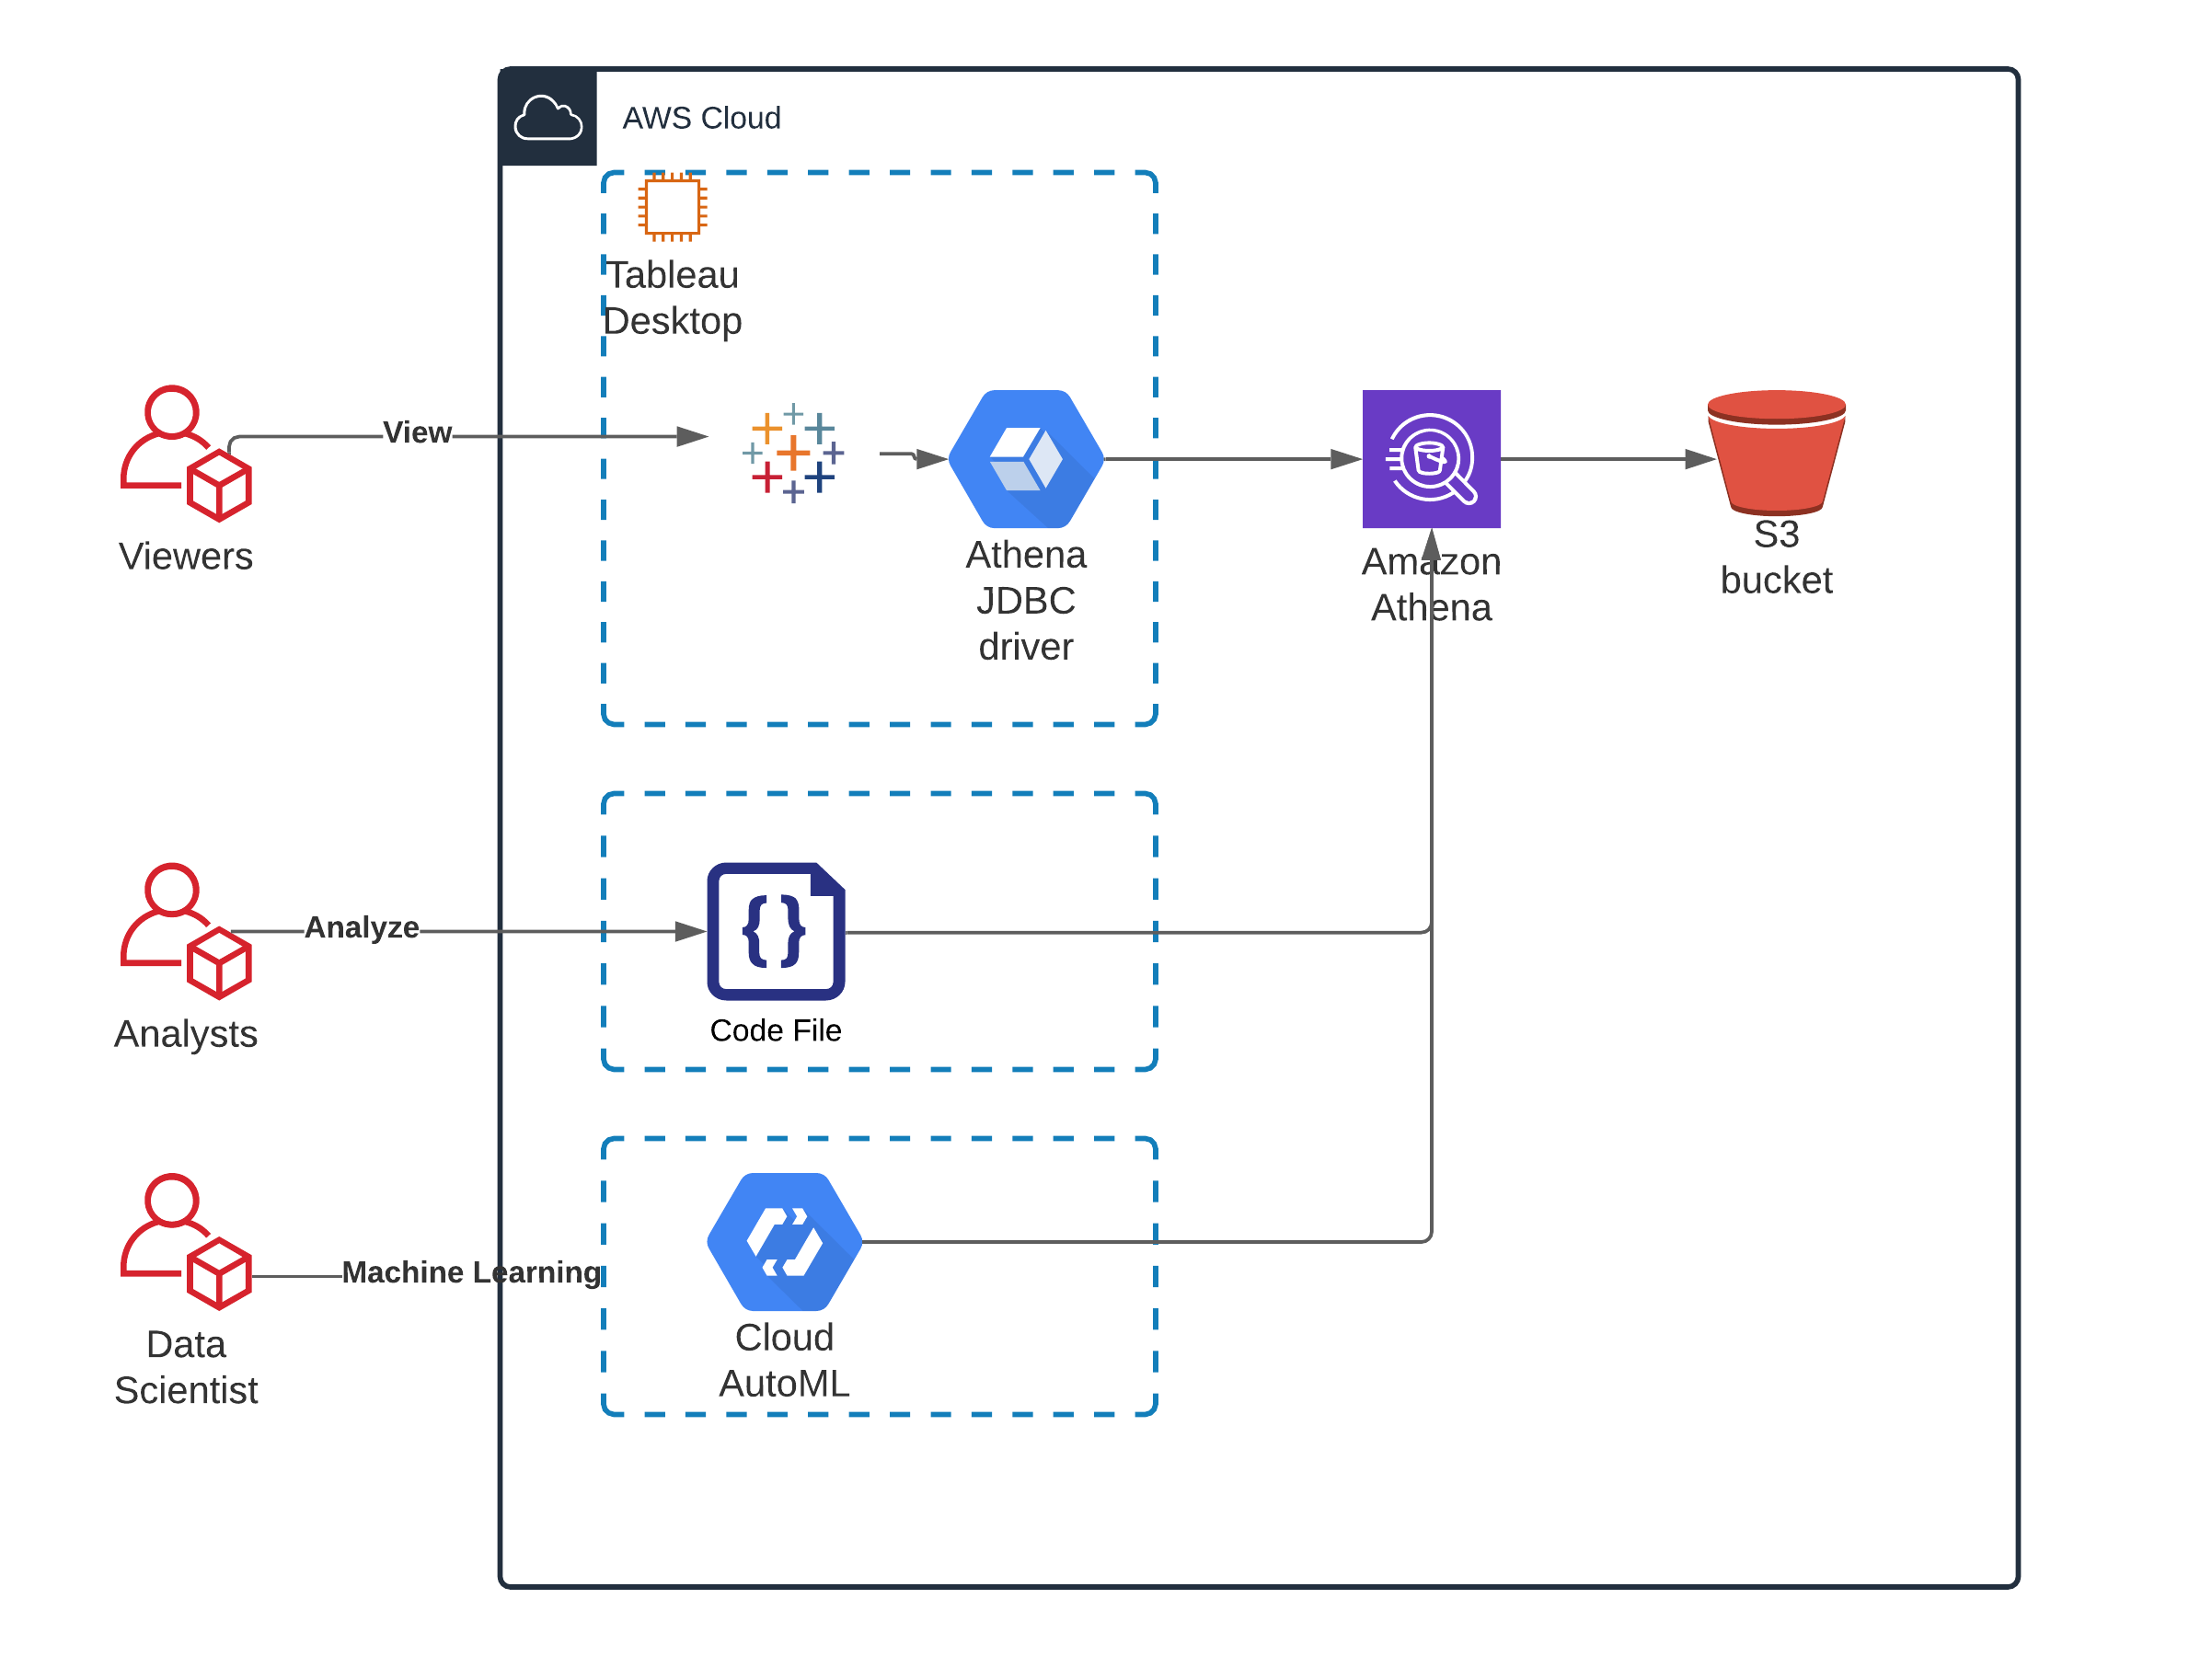 AWS Cloud
Tableau
Desktop
View
Viewers
Athena
JDBC
driver
Amazon
Athena
S3
bucket
Analyze
{ }
Analysts
Code File
Machine Learning
Data
Scientist
Cloud
AutoML